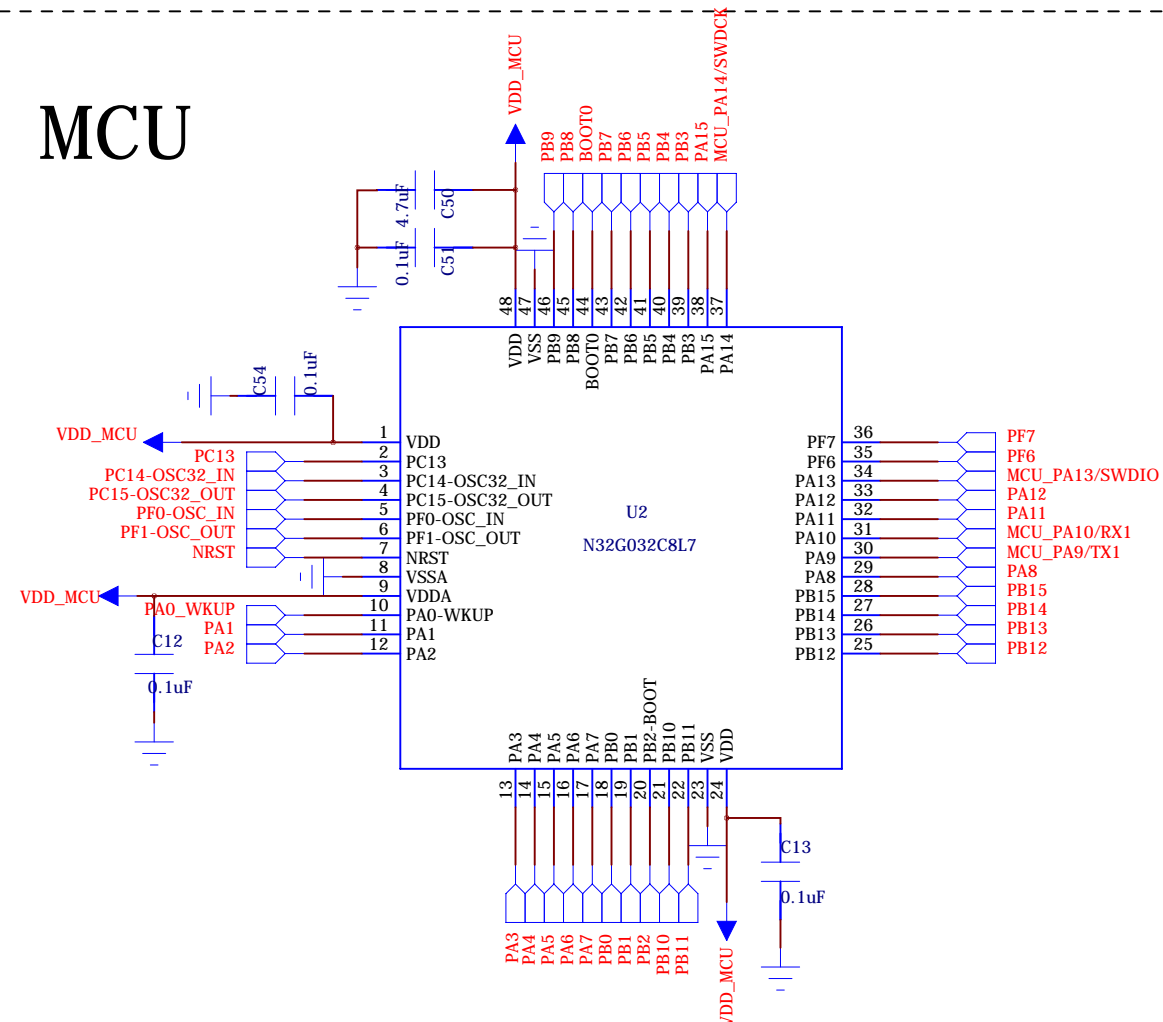 MCU
VDD_MCU
PB9
PB8
BOOT0
PB7
PB6
PB5
PB4
PB3
PA15
MCU_PA14/SWDCK
4.7uF
C50
0.1uF
C51
48
47
46
45
44
43
42
41
40
39
38
37
VDD
VSS
PB9
PB8
BOOT0
PB7
PB6
PB5
PB4
PB3
PA15
PA14
C54
0.1uF
VDD_MCU
PC13
PC14-OSC32_IN
PC15-OSC32_OUT
PF0-OSC_IN
PF1-OSC_OUT
NRST
VDD_MCU
PA0_WKUP
PA1
PA2
C12
0.1uF
1 VDD
2 PC13
3 PC14-OSC32_IN
4 PC15-OSC32_OUT
5 PF0-OSC_IN
6 PF1-OSC_OUT
7 NRST
8 VSSA
9 VDDA
10 PA0-WKUP
11 PA1
12 PA2
U2
N32G032C8L7
PF7 36 PF7
PF6 35 PF6
PA13 34 MCU_PA13/SWDIO
PA12 33 PA12
PA11 32 PA11
PA10 31 MCU_PA10/RX1
PA9 30 MCU_PA9/TX1
PA8 29 PA8
PB15 28 PB15
PB14 27 PB14
PB13 26 PB13
PB12 25 PB12
PA3
PA4
PA5
PA6
PA7
PB0
PB1
PB2-BOOT
PB10
PB11
VSS
VDD
13
14
15
16
17
18
19
20
21
22
23
24
C13
0.1uF
PA3
PA4
PA5
PA6
PA7
PB0
PB1
PB2
PB10
PB11
VDD_MCU